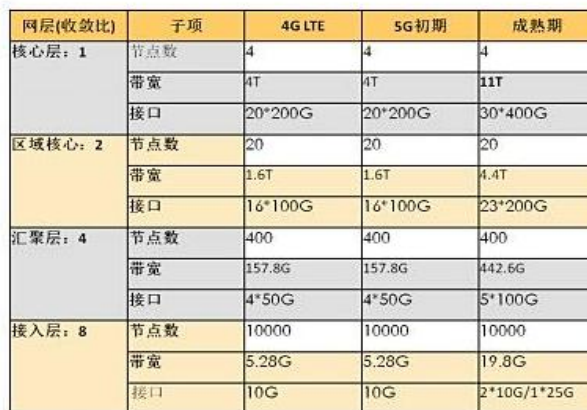 网层(收敛比) 子项 4G LTE 5G初期 成熟期
核心层：1 节点数 4 4 4
带宽 4T 4T 11T
接口 20*200G 20*200G 30*400G
区域核心：2 节点数 20 20 20
带宽 1.6T 1.6T 4.4T
接口 16*100G 16*100G 23*200G
汇聚层：4 节点数 400 400 400
带宽 157.8G 157.8G 442.6G
接口 4*50G 4*50G 5*100G
接入层：8 节点数 10000 10000 10000
带宽 5.28G 5.28G 19.8G
接口 10G 10G 2*10G/1*25G